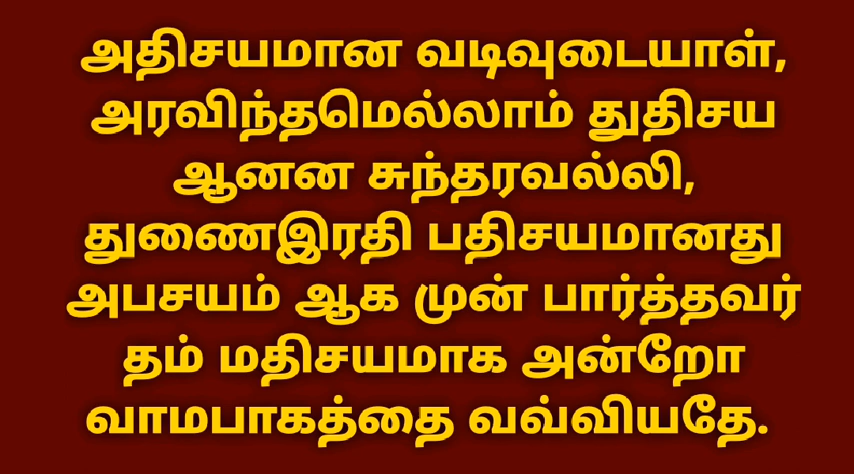 அதிசயமான வடிவுடையாள்,
அரவிந்தமெல்லாம் துதிசய
ஆனன சுந்தரவல்லி,
துணைஇரதி பதிசயமானது
அபசயம் ஆக முன் பார்த்தவர்
தம் மதிசயமாக அன்றோ
வாமபாகத்தை வவ்வியதே.